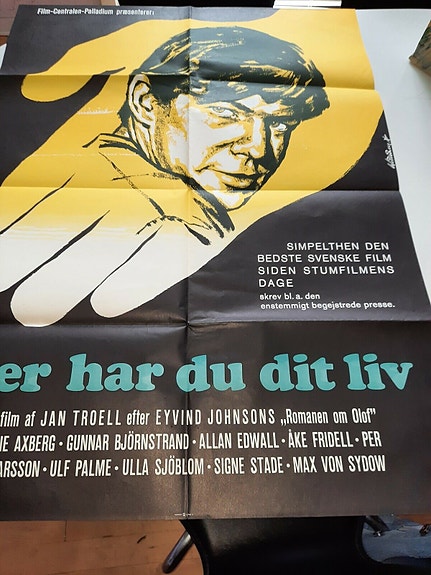 Film-Centralen-Palladium præsenterer:
SIMPELTHEN DEN
BEDSTE SVENSKE FILM
SIDEN STUMFILMENS
DAGE
skrev bl. a. den
enstemmigt begejstrede presse.
er har du dit liv
film af JAN TROELL efter EYVIND JOHNSONS „Romanen om Olof”
IE AXBERG · GUNNAR BJÖRNSTRAND · ALLAN EDWALL · ÅKE FRIDELL · PER
ARSSON · ULF PALME · ULLA SJÖBLOM · SIGNE STADE · MAX VON SYDOW